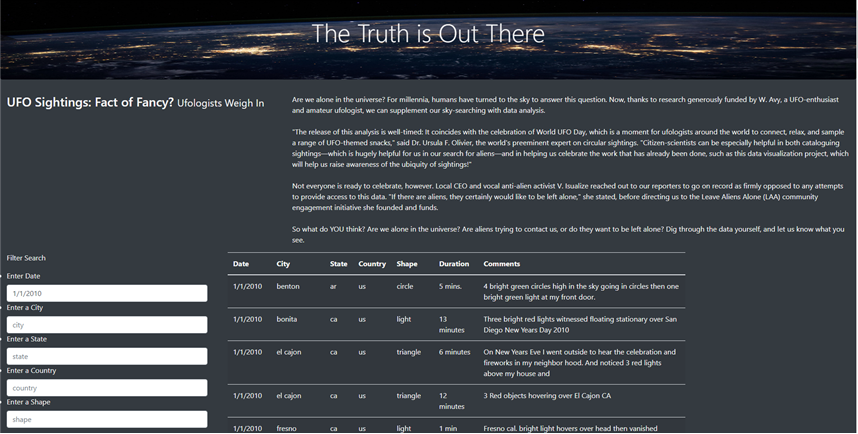 The Truth is Out There
UFO Sightings: Fact of Fancy? Ufologists Weigh In
Are we alone in the universe? For millennia, humans have turned to the sky to answer this question. Now, thanks to research generously funded by W. Avy, a UFO-enthusiast
and amateur ufologist, we can supplement our sky-searching with data analysis.
"The release of this analysis is well-timed: It coincides with the celebration of World UFO Day, which is a moment for ufologists around the world to connect, relax, and sample
a range of UFO-themed snacks," said Dr. Ursula F. Olivier, the world's preeminent expert on circular sightings. "Citizen-scientists can be especially helpful in both cataloguing
sightings—which is hugely helpful for us in our search for aliens—and in helping us celebrate the work that has already been done, such as this data visualization project, which
will help us raise awareness of the ubiquity of sightings!"
Not everyone is ready to celebrate, however. Local CEO and vocal anti-alien activist V. Isualize reached out to our reporters to go on record as firmly opposed to any attempts
to provide access to this data. "If there are aliens, they certainly would like to be left alone," she stated, before directing us to the Leave Aliens Alone (LAA) community
engagement initiative she founded and funds.
So what do YOU think? Are we alone in the universe? Are aliens trying to contact us, or do they want to be left alone? Dig through the data yourself, and let us know what you
see.
Filter Search
Enter Date
1/1/2010
Enter a City
city
Enter a State
state
Enter a Country
country
Enter a Shape
shape
Date City State Country Shape Duration Comments
1/1/2010 benton ar us circle 5 mins. 4 bright green circles high in the sky going in circles then one
bright green light at my front door.
1/1/2010 bonita ca us light 13 Three bright red lights witnessed floating stationary over San
minutes Diego New Years Day 2010
1/1/2010 el cajon ca us triangle 6 minutes On New Years Eve I went outside to hear the celebration and
fireworks in my neighbor hood. And noticed 3 red lights
above my house and
1/1/2010 el cajon ca us triangle 12 3 Red objects hovering over El Cajon CA
minutes
1/1/2010 fresno ca us light 1 min Fresno cal. bright light hovers over head then vanished